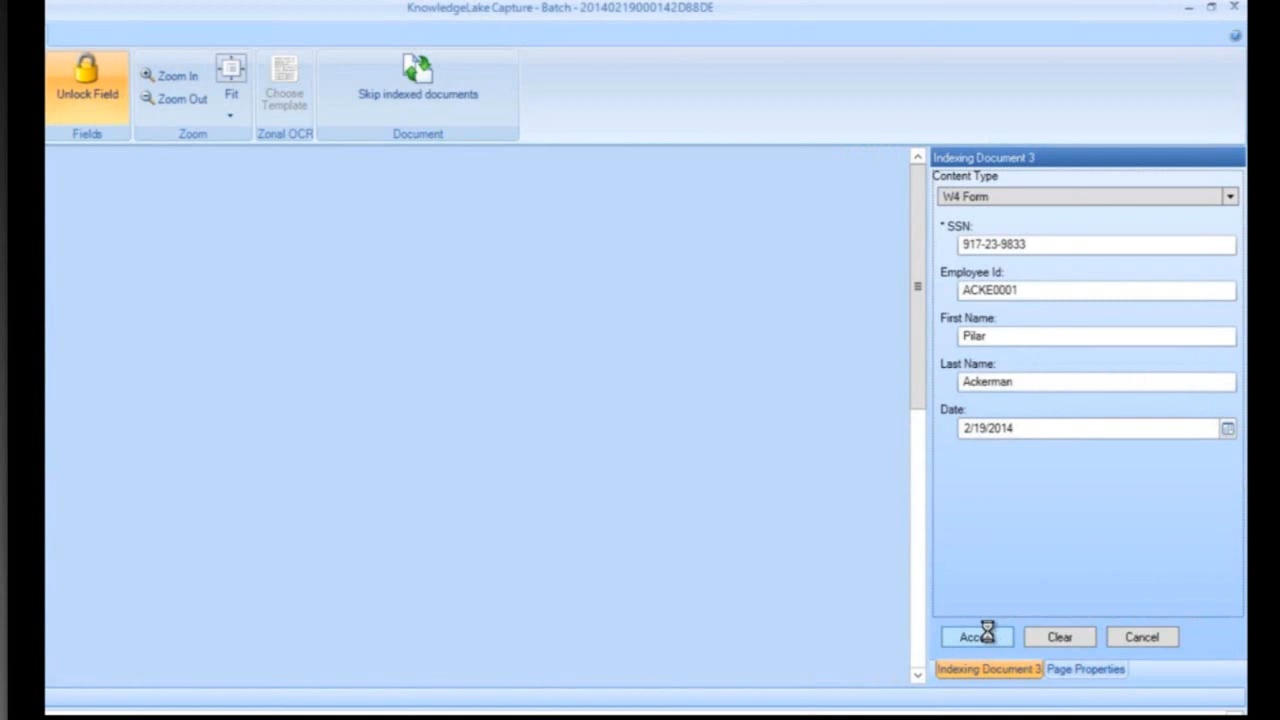 KnowledgeLake Capture - Batch - 20140219000142D88DE
Unlock Field
Zoom In
Zoom Out
Fit
Choose
Template
Skip indexed documents
Fields
Zoom
Zonal OCR
Document
Indexing Document 3
Content Type
W4 Form
* SSN:
917-23-9833
Employee Id:
ACKE0001
First Name:
Pilar
Last Name:
Ackerman
Date:
2/19/2014
Clear
Cancel
Indexing Document 3
Page Properties